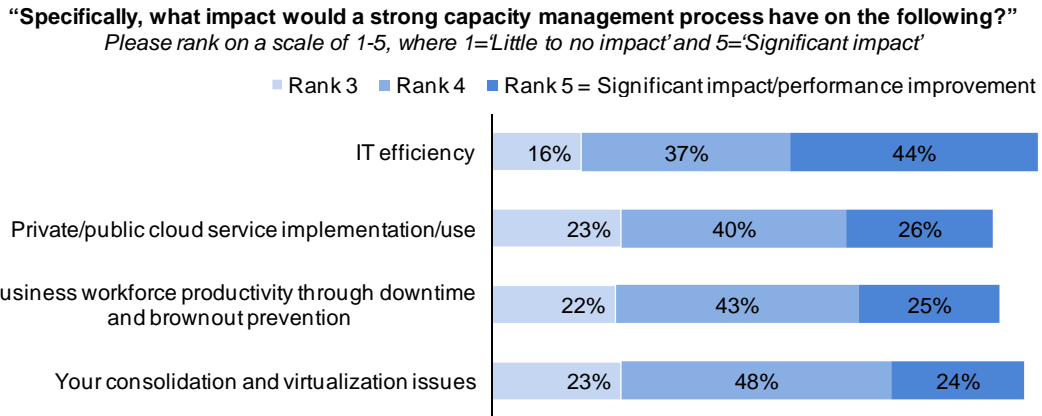 “Specifically, what impact would a strong capacity management process have on the following?”
Please rank on a scale of 1-5, where 1=‘Little to no impact’ and 5=‘Significant impact’
Rank 3 Rank 4 Rank 5 = Significant impact/performance improvement
IT efficiency 16% 37% 44%
Private/public cloud service implementation/use 23% 40% 26%
usiness workforce productivity through downtime
and brownout prevention 22% 43% 25%
Your consolidation and virtualization issues 23% 48% 24%